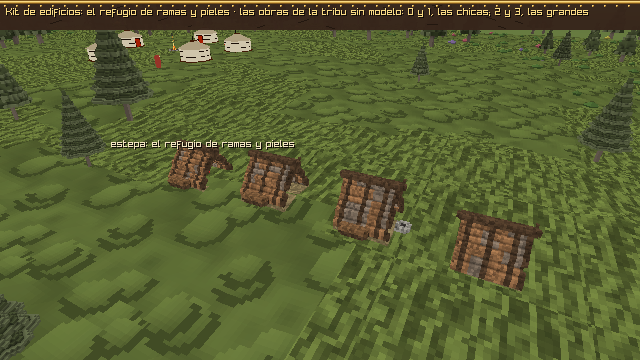 Kit de edificios: el refugio de ramas y pieles · las obras de la tribu sin modelo: 0 y 1, las chicas; 2 y 3, las grandes
estepa: el refugio de ramas y pieles